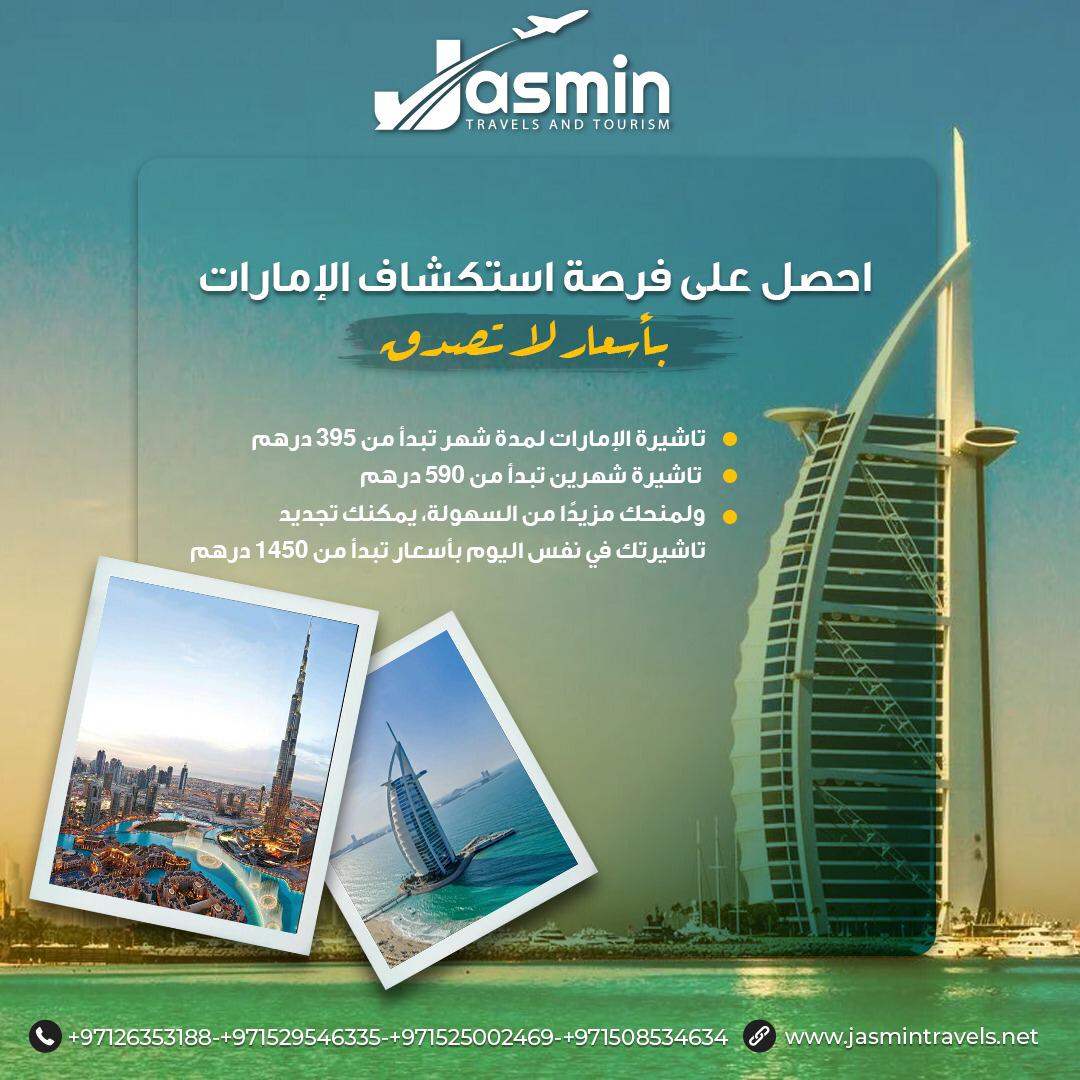 Jasmin
TRAVELS AND TOURISM
احصل على فرصة استكشاف الإمارات
بأسعار لا تصدق
تاشيرة الإمارات لمدة شهر تبدأ من 395 درهم
تاشيرة شهرين تبدأ من 590 درهم
ولمنحك مزيدًا من السهولة، يمكنك تجديد
تاشيرتك في نفس اليوم بأسعار تبدأ من 1450 درهم
+97126353188-+971529546335-+971525002469-+971508534634 www.jasmintravels.net